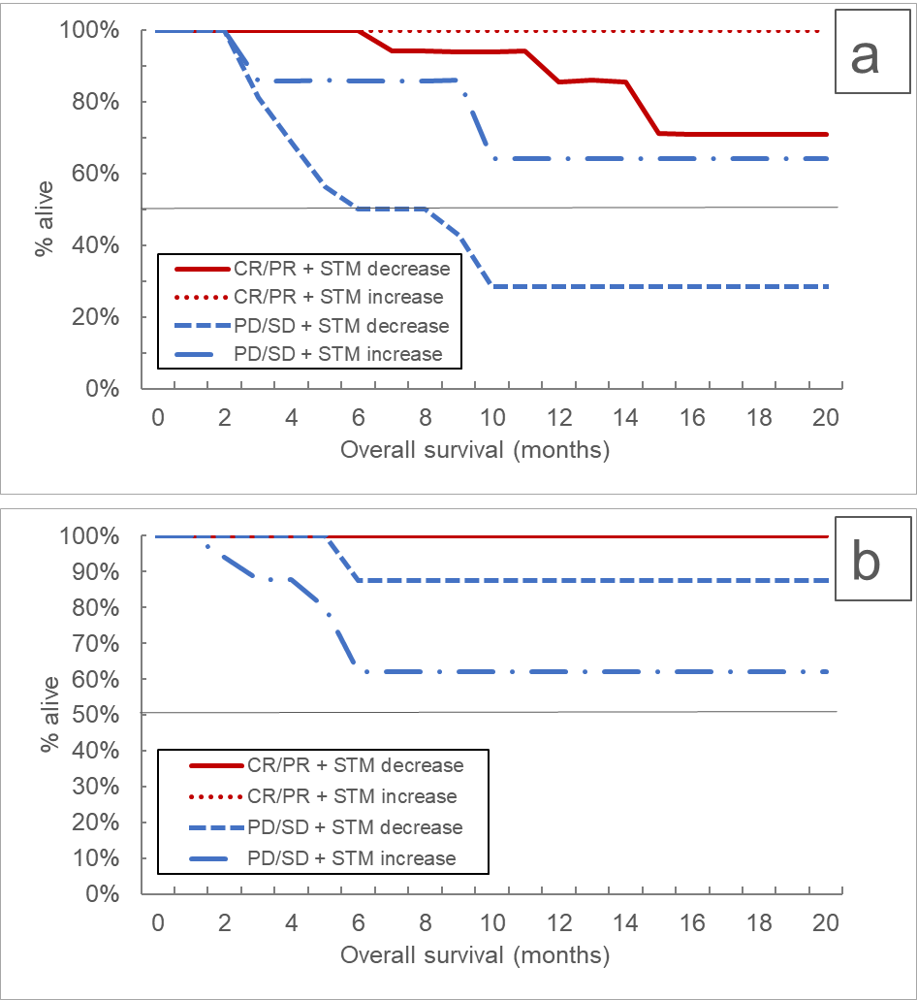 a
100%
80%
60%
40%
20%
0%
% alive
CR/PR + STM decrease
CR/PR + STM increase
PD/SD + STM decrease
PD/SD + STM increase
0 2 4 6 8 10 12 14 16 18 20
Overall survival (months)
b
100%
90%
80%
70%
60%
50%
40%
30%
20%
10%
0%
% alive
CR/PR + STM decrease
CR/PR + STM increase
PD/SD + STM decrease
PD/SD + STM increase
0 2 4 6 8 10 12 14 16 18 20
Overall survival (months)